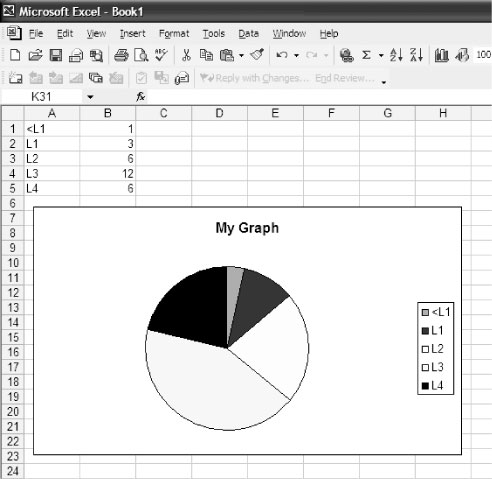 Microsoft Excel - Book1
File Edit View Insert Format Tools Data Window Help
Σ 100
Reply with Changes... End Review...
K31 fx
A B C D E F G H
1 <L1 1
2 L1 3
3 L2 6
4 L3 12
5 L4 6
6
7
8
9
10
11
12
13
14
15
16
17
18
19
20
21
22
23
24
My Graph
<L1
L1
L2
L3
L4